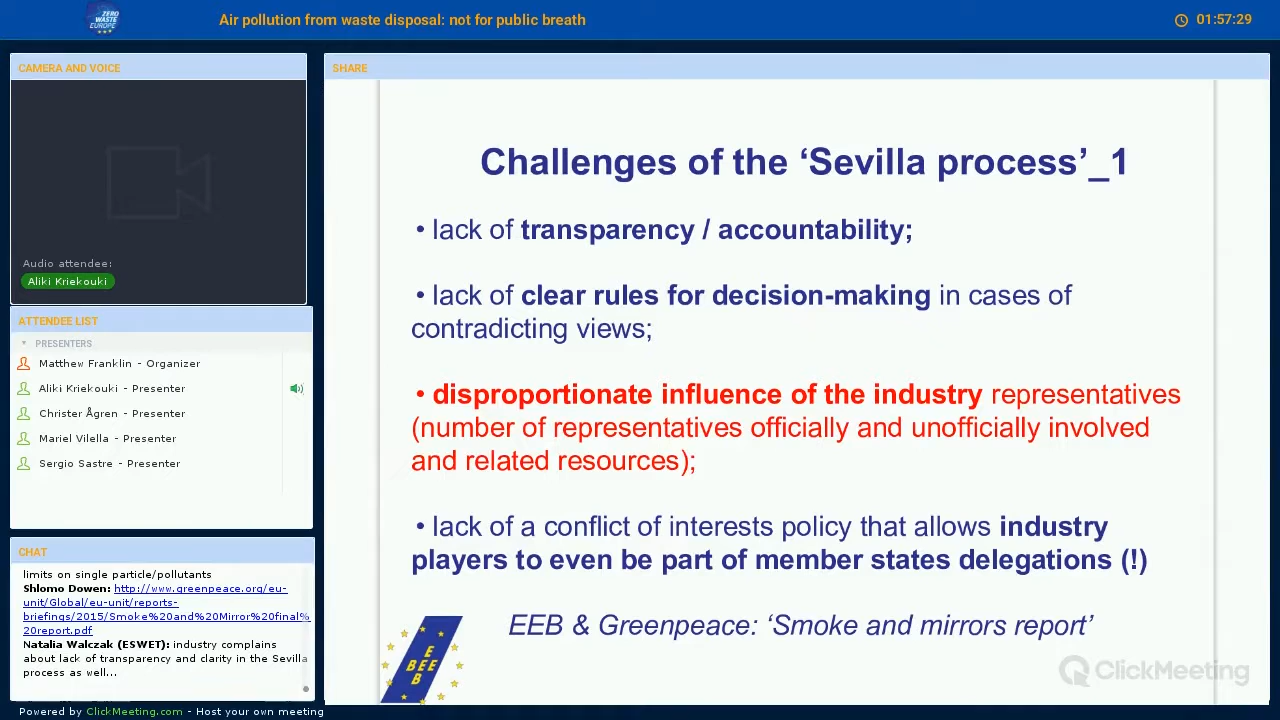 ZERO WASTE EUROPE
Air pollution from waste disposal: not for public breath
01:57:29
CAMERA AND VOICE
Audio attendee:
Aliki Kriekouki
ATTENDEE LIST
PRESENTERS
Matthew Franklin - Organizer
Aliki Kriekouki - Presenter
Christer Ågren - Presenter
Mariel Vilella - Presenter
Sergio Sastre - Presenter
CHAT
limits on single particle/pollutants
Shlomo Dowen: http://www.greenpeace.org/eu-
unit/Global/eu-unit/reports-
briefings/2015/Smoke%20and%20Mirror%20final%
20report.pdf
Natalia Walczak (ESWET): industry complains
about lack of transparency and clarity in the Sevilla
process as well...
SHARE
Challenges of the ‘Sevilla process’_1
• lack of transparency / accountability;
• lack of clear rules for decision-making in cases of
contradicting views;
• disproportionate influence of the industry representatives
(number of representatives officially and unofficially involved
and related resources);
• lack of a conflict of interests policy that allows industry
players to even be part of member states delegations (!)
EEB & Greenpeace: ‘Smoke and mirrors report’
E
BEE
B
ClickMeeting
Powered by ClickMeeting.com - Host your own meeting